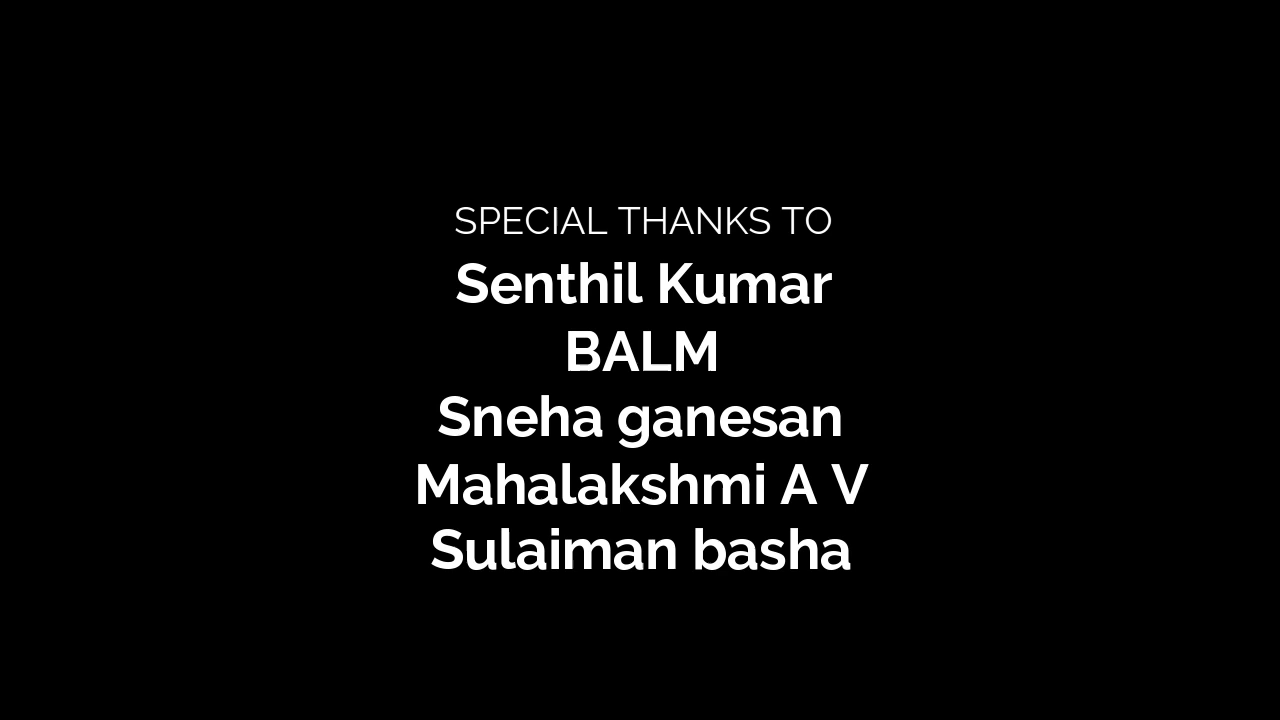 SPECIAL THANKS TO
Senthil Kumar
BALM
Sneha ganesan
Mahalakshmi A V
Sulaiman basha